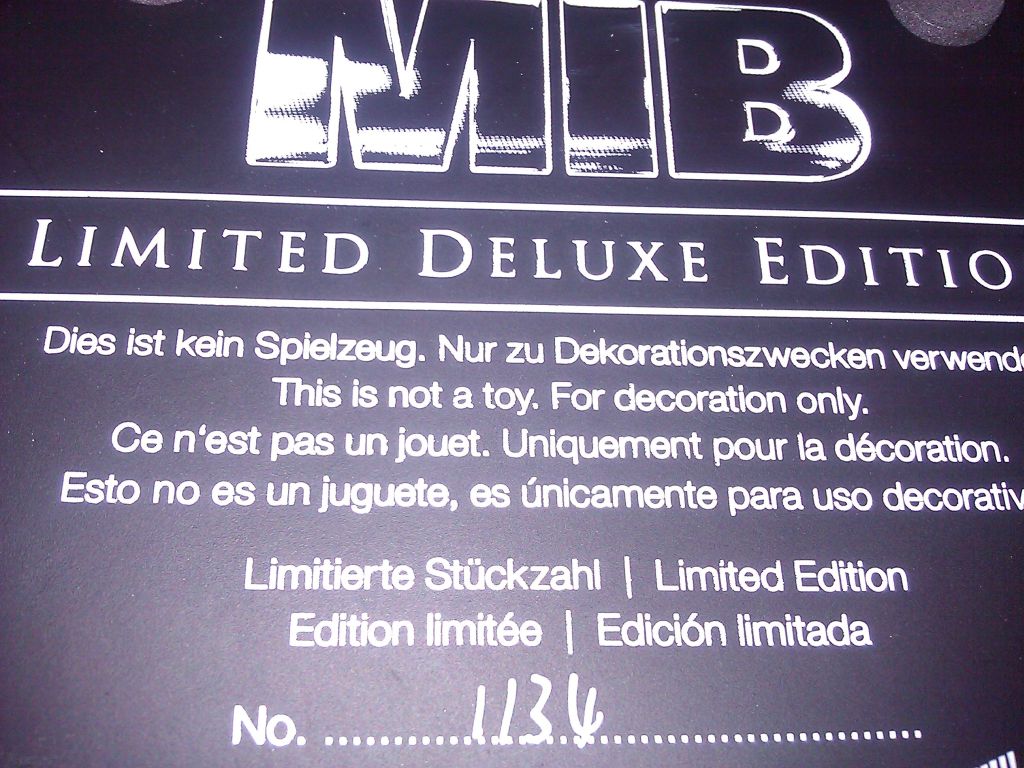 MIB
LIMITED DELUXE EDITIO
Dies ist kein Spielzeug. Nur zu Dekorationszwecken verwende
This is not a toy. For decoration only.
Ce n‘est pas un jouet. Uniquement pour la décoration.
Esto no es un juguete, es únicamente para uso decorativ
Limitierte Stückzahl | Limited Edition
Edition limitée | Edición limitada
No. 1134